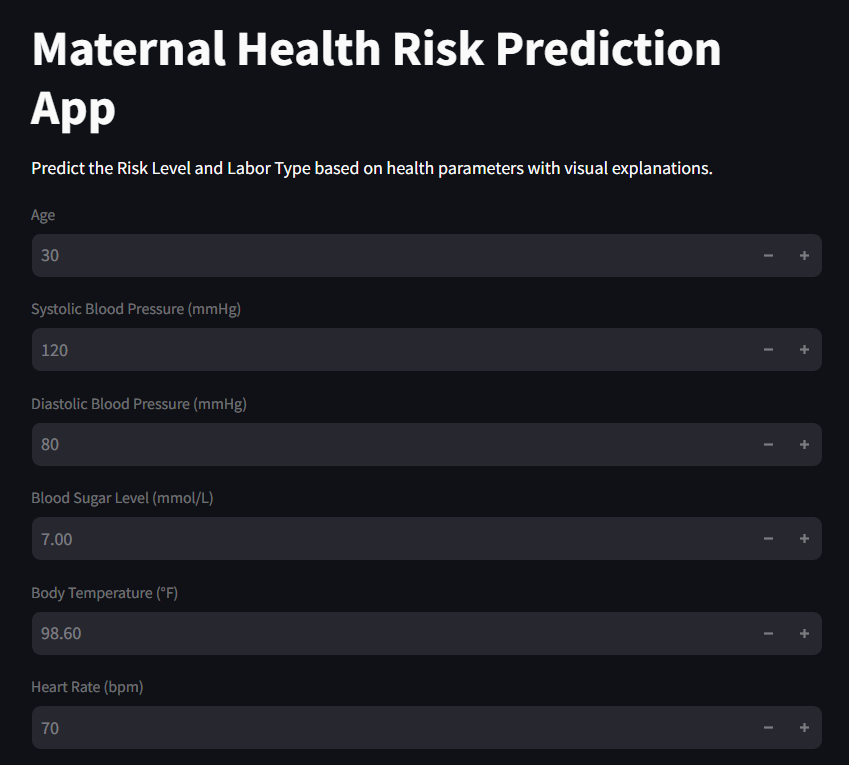 Maternal Health Risk Prediction
App
Predict the Risk Level and Labor Type based on health parameters with visual explanations.
Age
30
Systolic Blood Pressure (mmHg)
120
Diastolic Blood Pressure (mmHg)
80
Blood Sugar Level (mmol/L)
7.00
Body Temperature (°F)
98.60
Heart Rate (bpm)
70